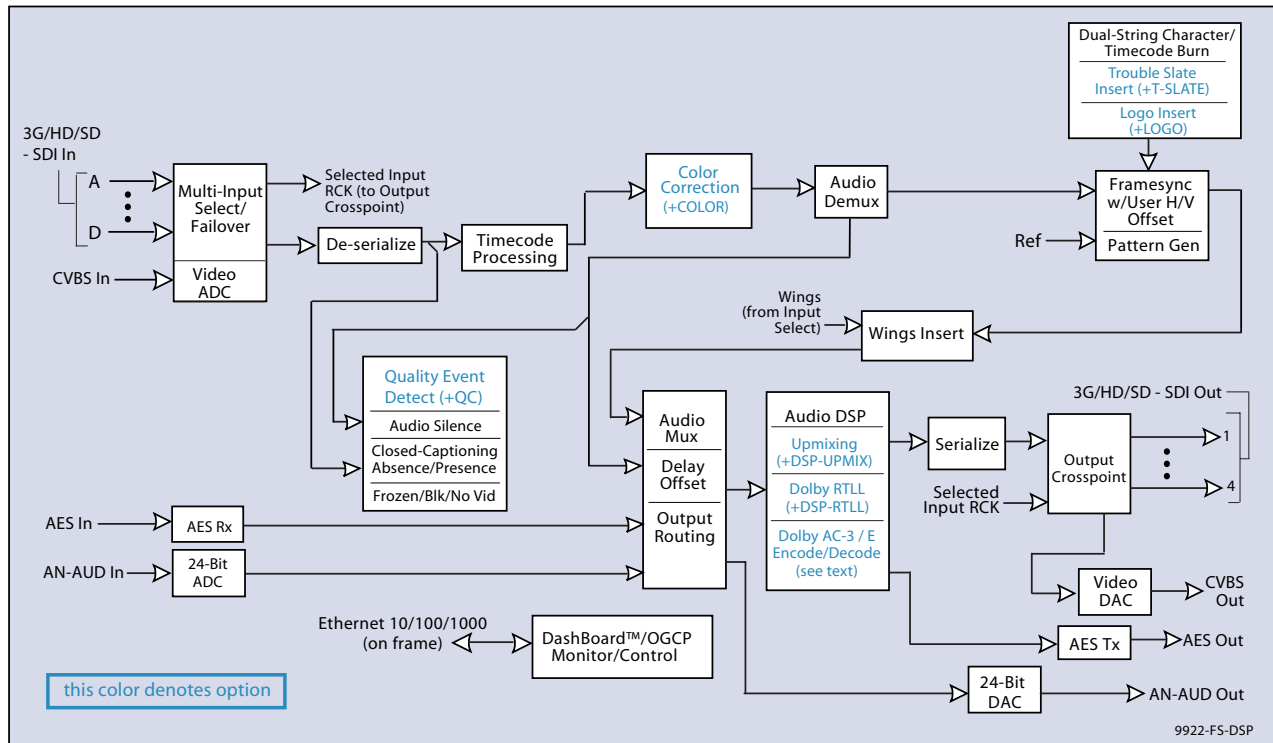 Dual-String Character/
Timecode Burn
Trouble Slate
Insert (+T-SLATE)
Logo Insert
(+LOGO)
3G/HD/SD
- SDI In
A
D
CVBS In
Multi-Input
Select/
Failover
Video
ADC
Selected Input
RCK (to Output
Crosspoint)
De-serialize
Timecode
Processing
Color
Correction
(+COLOR)
Audio
Demux
Framesync
w/User H/V
Offset
Pattern Gen
Ref
Wings
(from Input
Select)
Wings Insert
Quality Event
Detect (+QC)
Audio Silence
Closed-Captioning
Absence/Presence
Frozen/Blk/No Vid
Audio
Mux
Delay
Offset
Output
Routing
Audio DSP
Upmixing
(+DSP-UPMIX)
Dolby RTLL
(+DSP-RTLL)
Dolby AC-3 / E
Encode/Decode
(see text)
Serialize
Selected
Input RCK
Output
Crosspoint
3G/HD/SD - SDI Out
1
4
AES In
AES Rx
AN-AUD In
24-Bit
ADC
Video
DAC
CVBS
Out
AES Tx
AES Out
24-Bit
DAC
AN-AUD Out
Ethernet 10/100/1000
(on frame)
DashBoard™/OGCP
Monitor/Control
this color denotes option
9922-FS-DSP